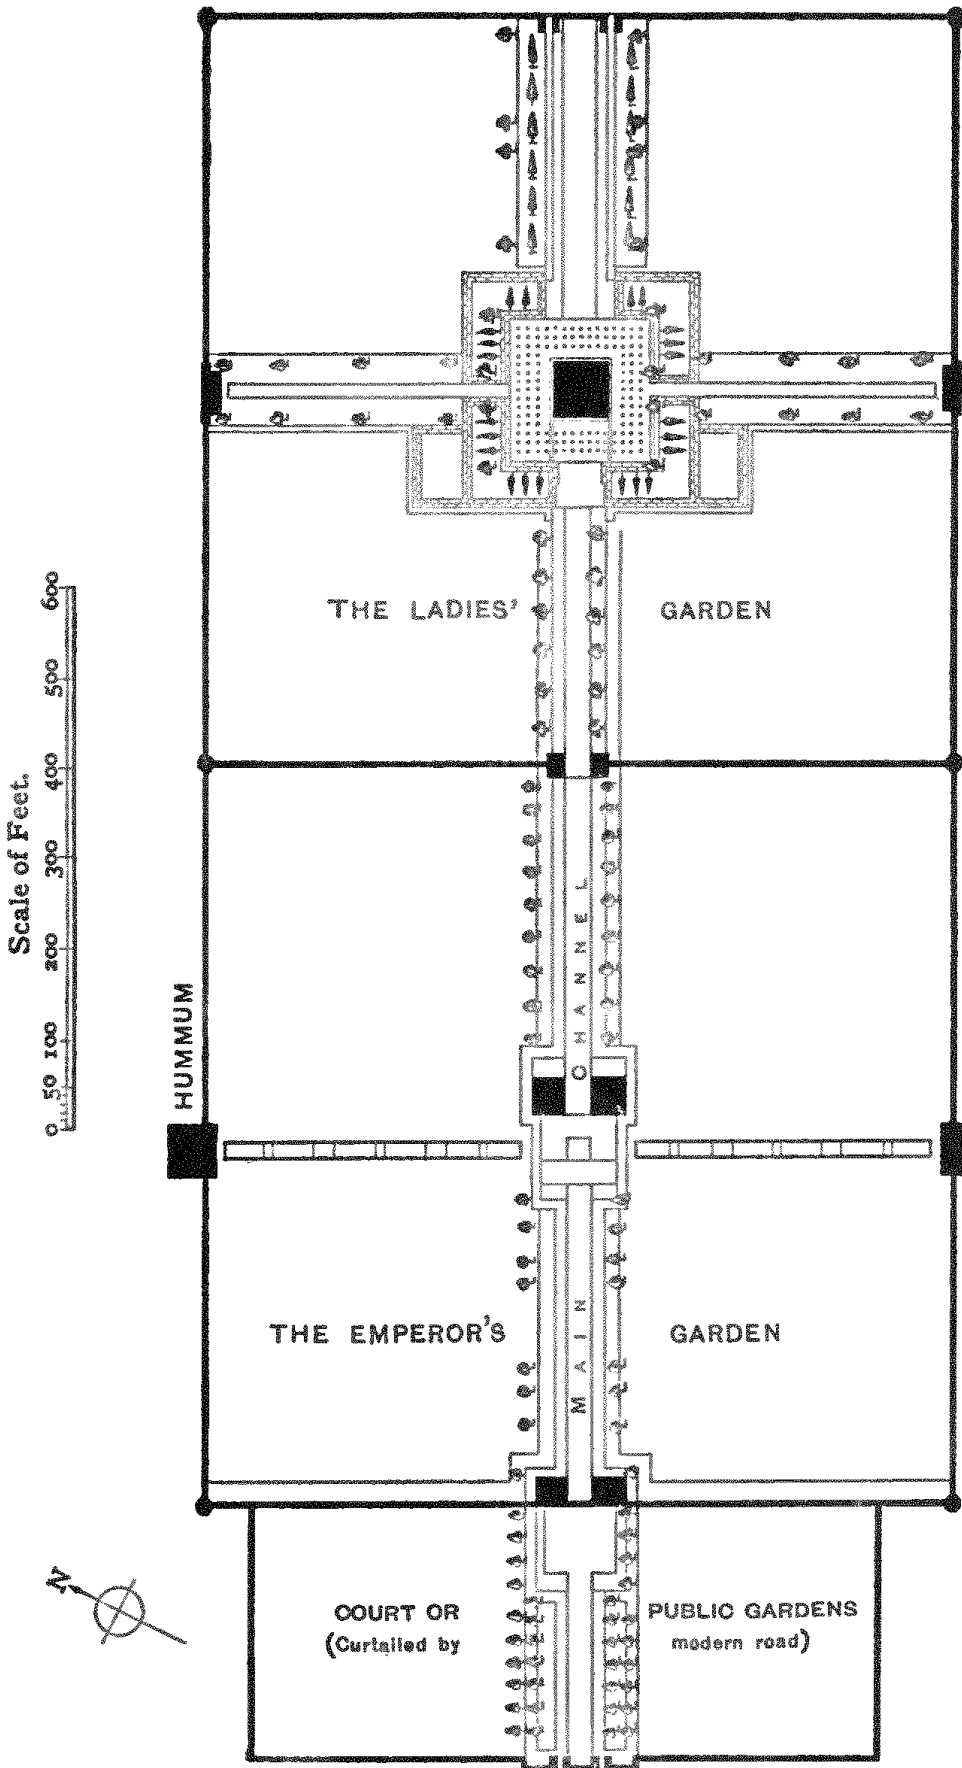 THE LADIES' GARDEN
600
500
400
300
200
100
50
0
Scale of Feet.
HUMMUM
MAIN CHANNEL
THE EMPEROR'S GARDEN
N
COURT OR PUBLIC GARDENS
(Curtailed by modern road)